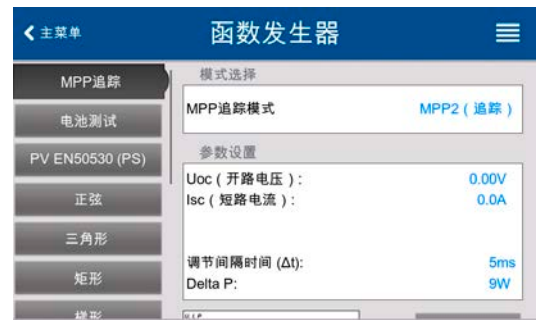 主菜单
函数发生器
MPP追踪
电池测试
PV EN50530 (PS)
正弦
三角形
矩形
梯形
模式选择
MPP追踪模式 MPP2 ( 追踪 )
参数设置
Uoc ( 开路电压 ) : 0.00V
Isc ( 短路电流 ) : 0.0A
调节间隔时间 (Δt): 5ms
Delta P: 9W